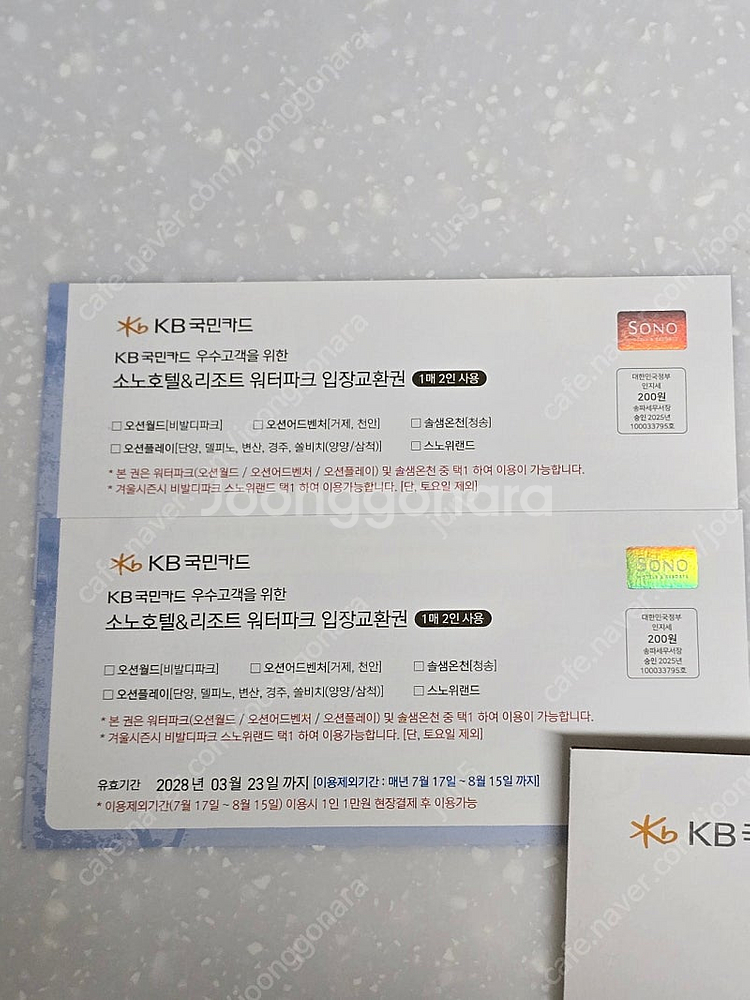 KB 국민카드
SONO
KB 국민카드 우수고객을 위한
소노호텔&리조트 워터파크 입장교환권 1매 2인 사용
대한민국정부
인지세
200원
송파세무서장
승인 2025년
100033795호
□ 오션월드[비발디파크] □ 오션어드벤처[거제, 천안] □ 솔샘온천[청송]
□ 오션플레이[단양, 델피노, 변산, 경주, 쏠비치(양양/삼척)] □ 스노위랜드
* 본 권은 워터파크(오션월드 / 오션어드벤처 / 오션플레이) 및 솔샘온천 중 택1 하여 이용이 가능합니다.
* 겨울시즌시 비발디파크 스노위랜드 택1 하여 이용가능합니다. [단, 토요일 제외]
Joonggonara
KB 국민카드
SONO
HOTELS & RESORTS
KB 국민카드 우수고객을 위한
소노호텔&리조트 워터파크 입장교환권 1매 2인 사용
대한민국정부
인지세
200원
송파세무서장
승인 2025년
100033795호
□ 오션월드[비발디파크] □ 오션어드벤처[거제, 천안] □ 솔샘온천[청송]
□ 오션플레이[단양, 델피노, 변산, 경주, 쏠비치(양양/삼척)] □ 스노위랜드
* 본 권은 워터파크(오션월드 / 오션어드벤처 / 오션플레이) 및 솔샘온천 중 택1 하여 이용이 가능합니다.
* 겨울시즌시 비발디파크 스노위랜드 택1 하여 이용가능합니다. [단, 토요일 제외]
유효기간 2028년 03월 23일 까지 [이용제외기간 : 매년 7월 17일 ~ 8월 15일 까지]
* 이용제외기간(7월 17일 ~ 8월 15일) 이용시 1인 1만원 현장결제 후 이용가능
KB
cafe.naver.com/joonggonara
jun5